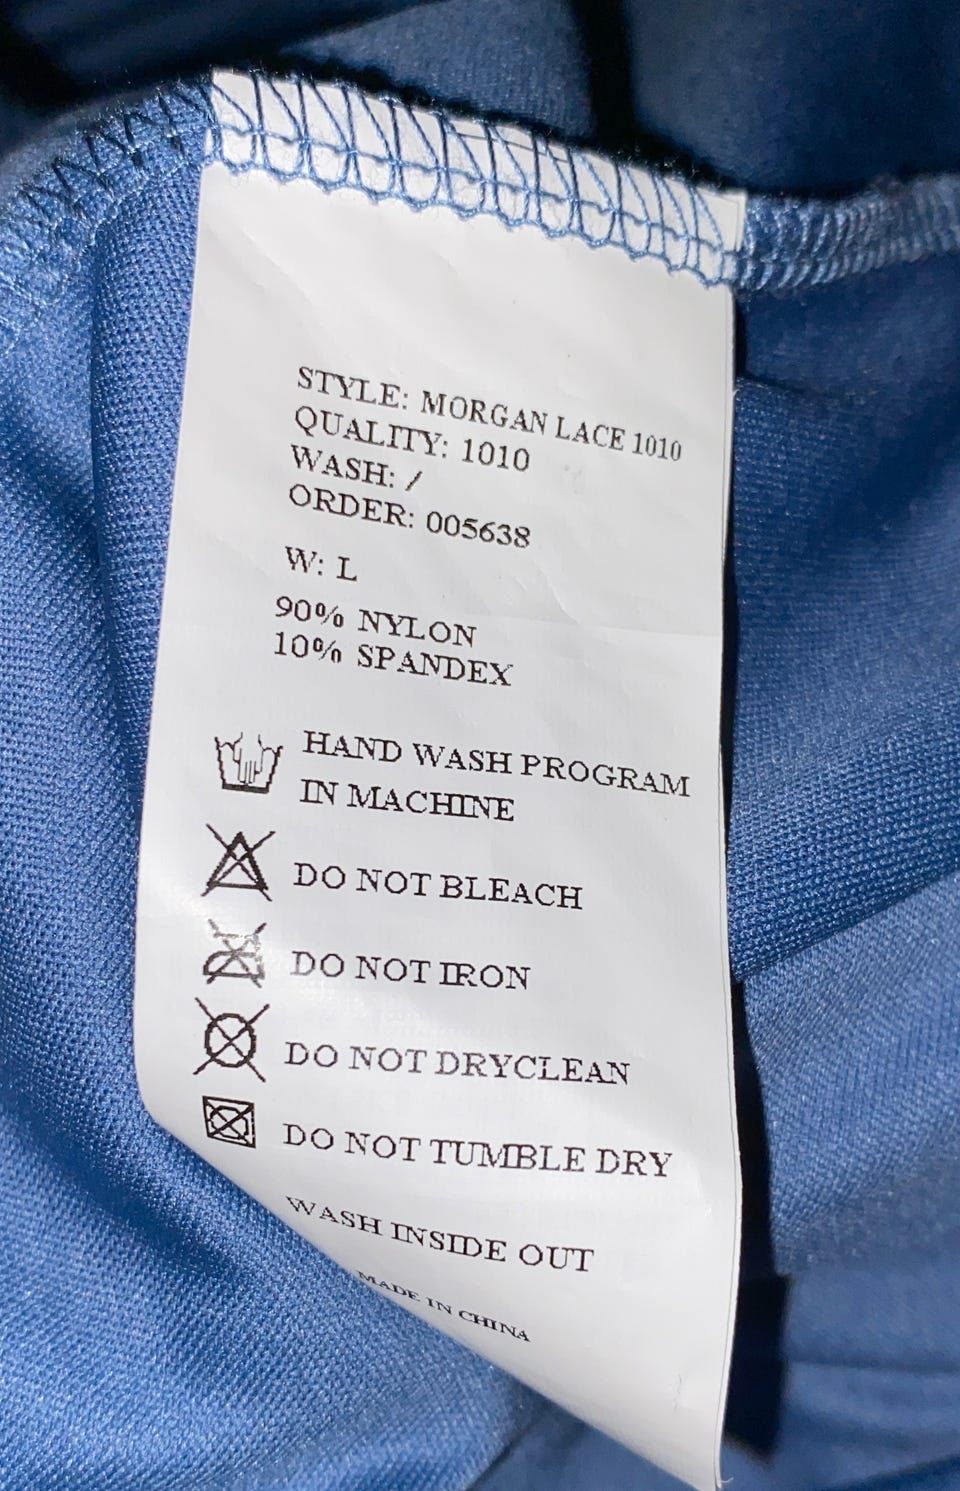 STYLE: MORGAN LACE 1010
QUALITY: 1010
WASH: /
ORDER: 005638
W: L
90% NYLON
10% SPANDEX
HAND WASH PROGRAM
IN MACHINE
DO NOT BLEACH
DO NOT IRON
DO NOT DRYCLEAN
DO NOT TUMBLE DRY
WASH INSIDE OUT
MADE IN CHINA